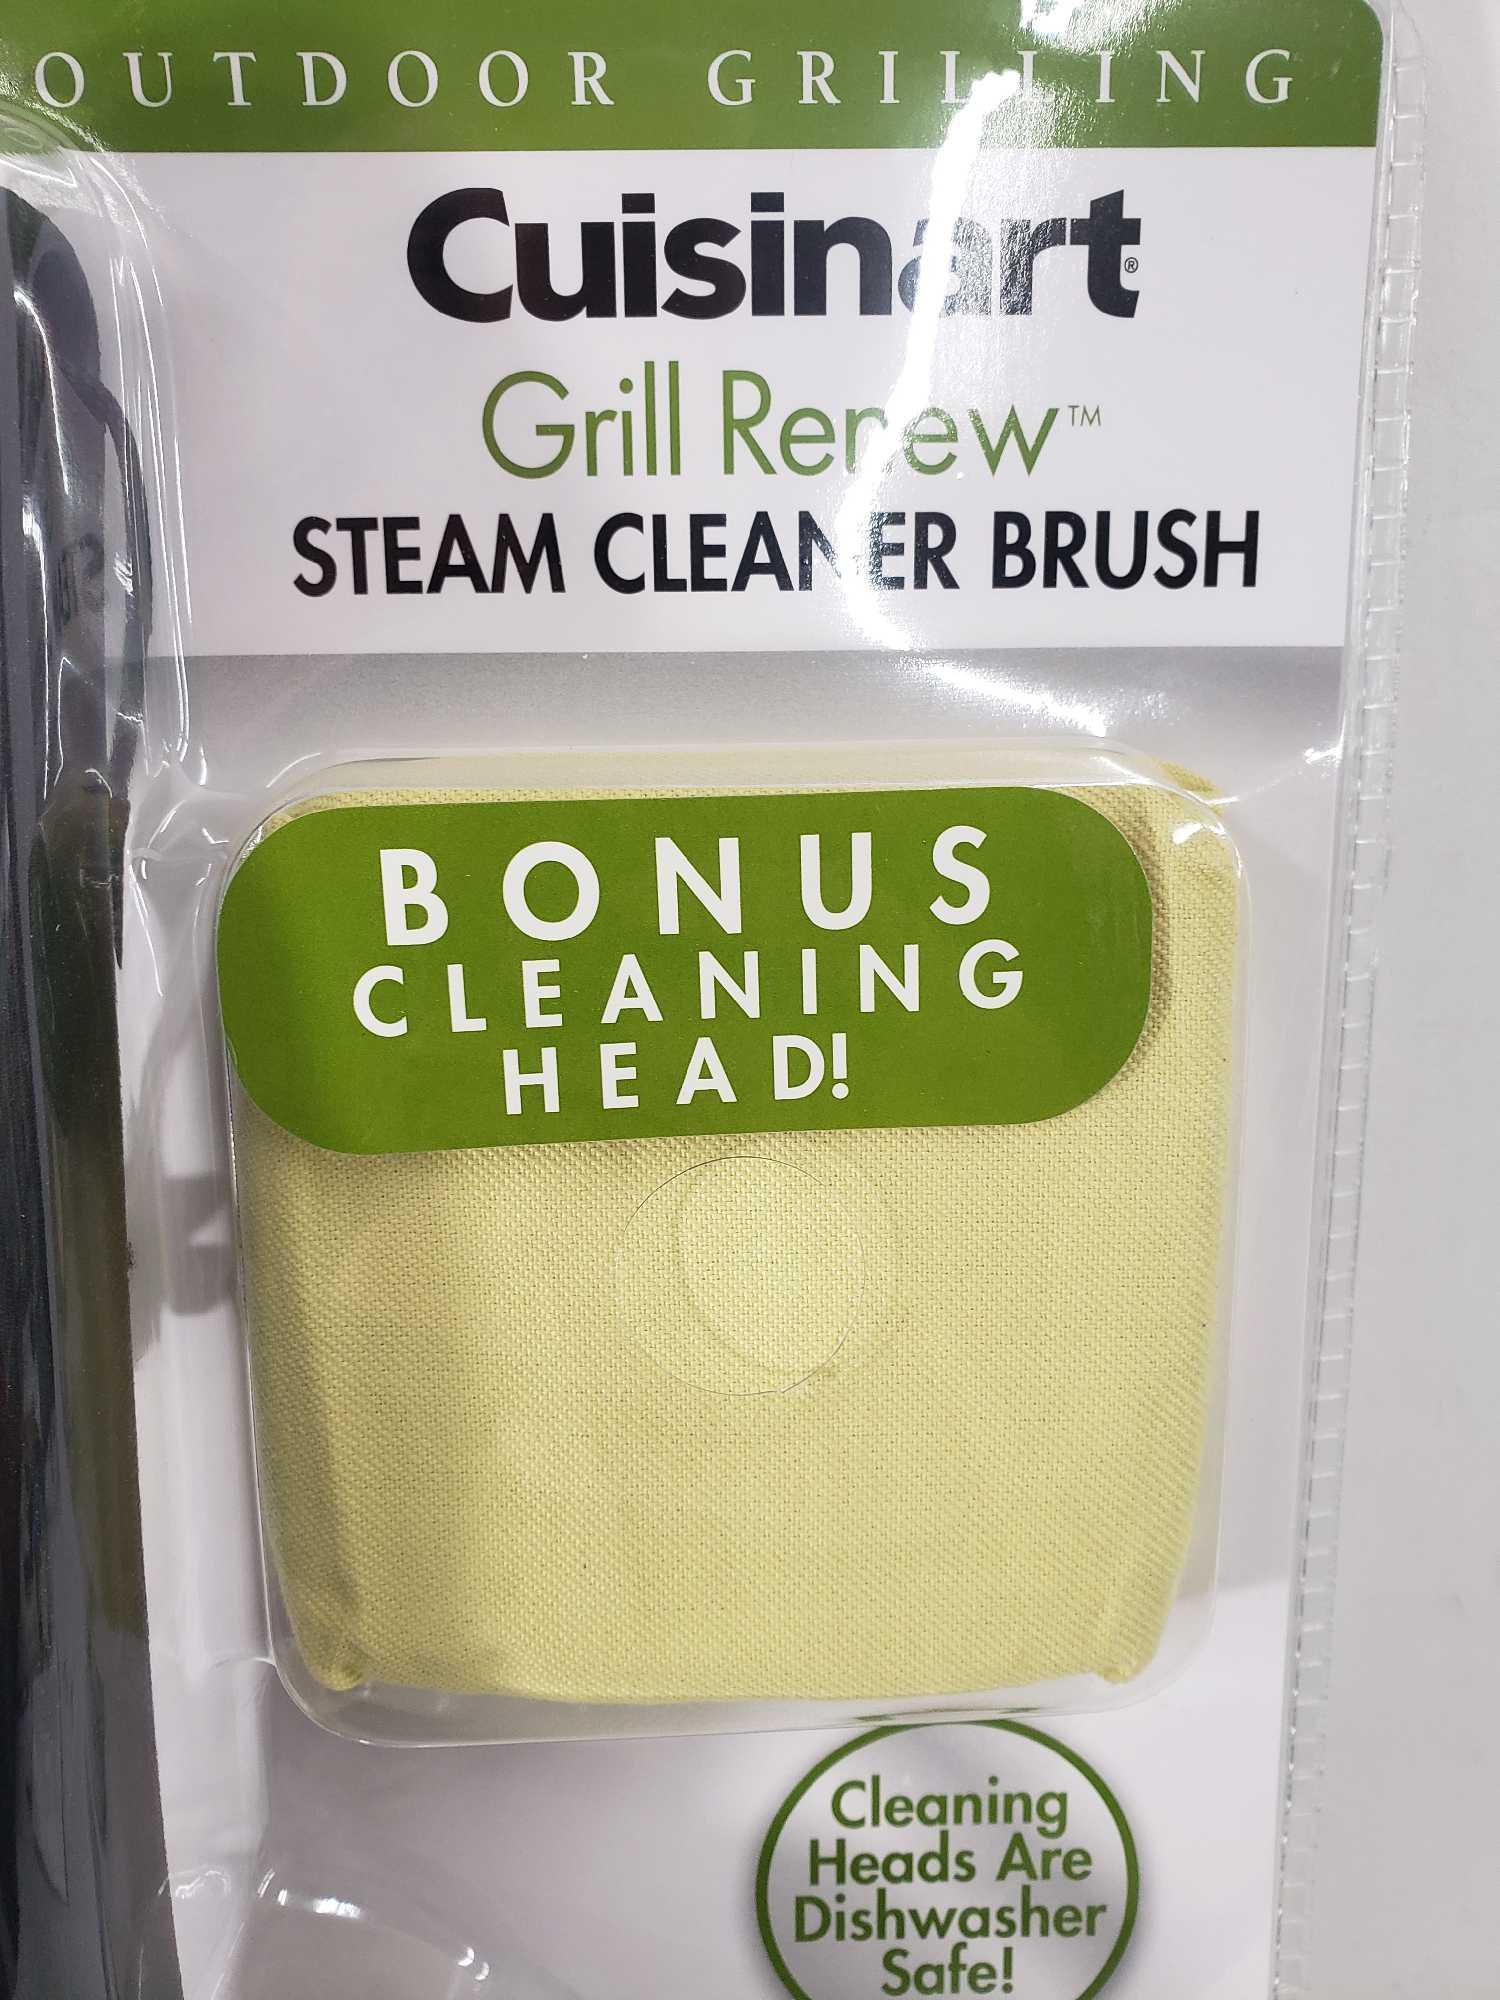 OUTDOOR GRILLING
Cuisinart®
Grill Renew™
STEAM CLEANER BRUSH
BONUS
CLEANING
HEAD!
Cleaning
Heads Are
Dishwasher
Safe!